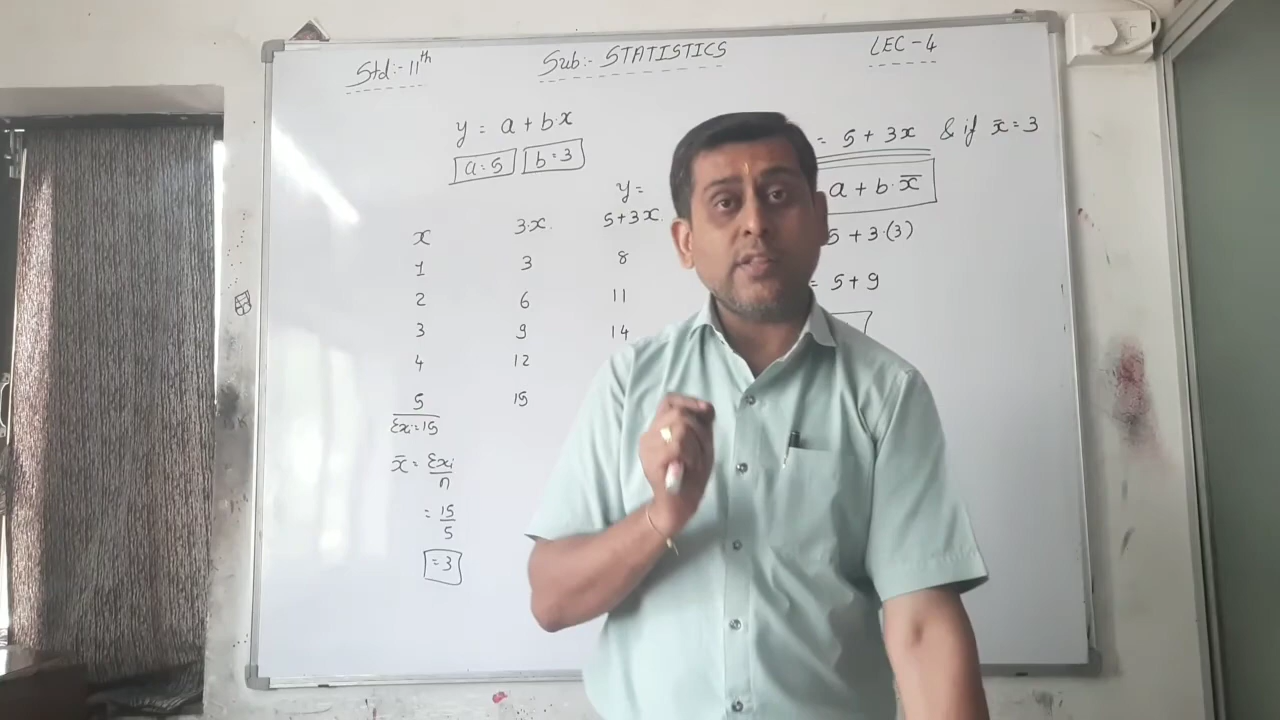 Std:- 11th
Sub:- STATISTICS
LEC - 4
y = a + b·x
a = 5 b = 3
x
1
2
3
4
5
Σx = 15
x̄ = Σxi/n
= 15/5
= 3
3·x.
3
6
9
12
15
y =
5+3x.
8
11
14
= 5 + 3x & if x̄ = 3
a + b·x̄
5 + 3·(3)
= 5 + 9